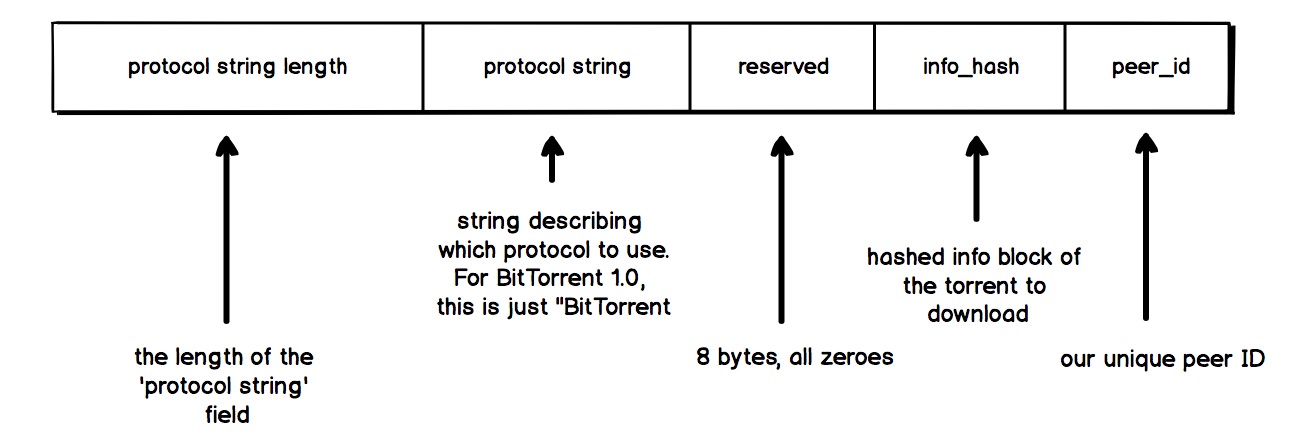 protocol string length
protocol string
reserved
info_hash
peer_id
string describing
which protocol to use.
For BitTorrent 1.0,
this is just "BitTorrent
hashed info block of
the torrent to
download
the length of the
'protocol string'
field
8 bytes, all zeroes
our unique peer ID